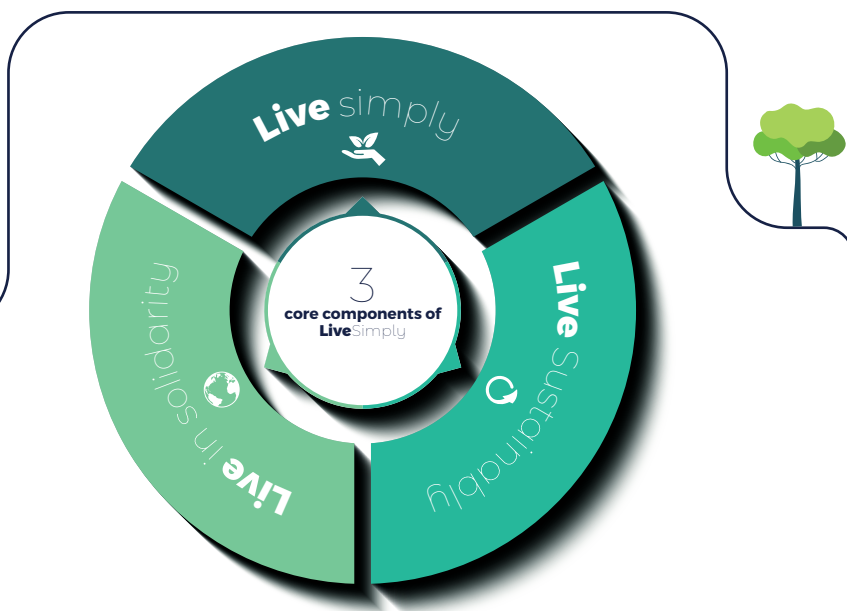 Live simply
3
core components of
LiveSimply
Live Sustainably
Live in solidarity